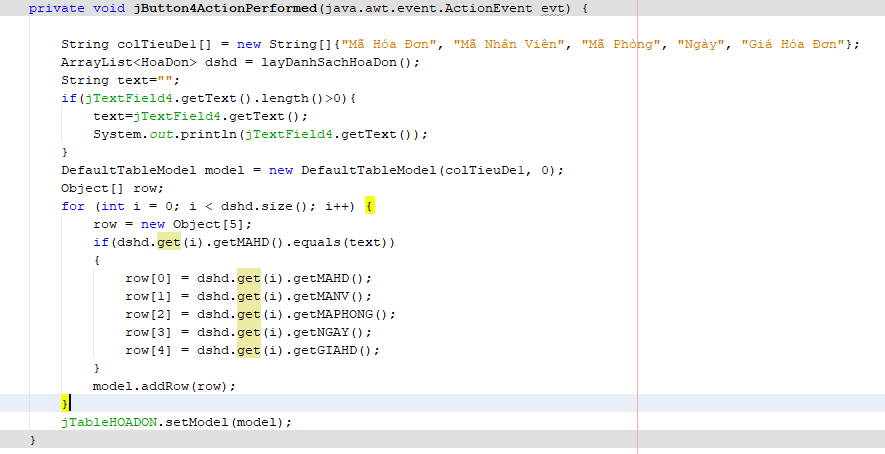 private void jButton4ActionPerformed(java.awt.event.ActionEvent evt) {
String colTieuDe1[] = new String[]{"Mã Hóa Đơn", "Mã Nhân Viên", "Mã Phòng", "Ngày", "Giá Hóa Đơn"};
ArrayList<HoaDon> dshd = layDanhSachHoaDon();
String text="";
if(jTextField4.getText().length()>0){
text=jTextField4.getText();
System.out.println(jTextField4.getText());
}
DefaultTableModel model = new DefaultTableModel(colTieuDe1, 0);
Object[] row;
for (int i = 0; i < dshd.size(); i++) {
row = new Object[5];
if(dshd.get(i).getMAHD().equals(text))
{
row[0] = dshd.get(i).getMAHD();
row[1] = dshd.get(i).getMANV();
row[2] = dshd.get(i).getMAPHONG();
row[3] = dshd.get(i).getNGAY();
row[4] = dshd.get(i).getGIAHD();
}
model.addRow(row);
}
jTableHOADON.setModel(model);
}